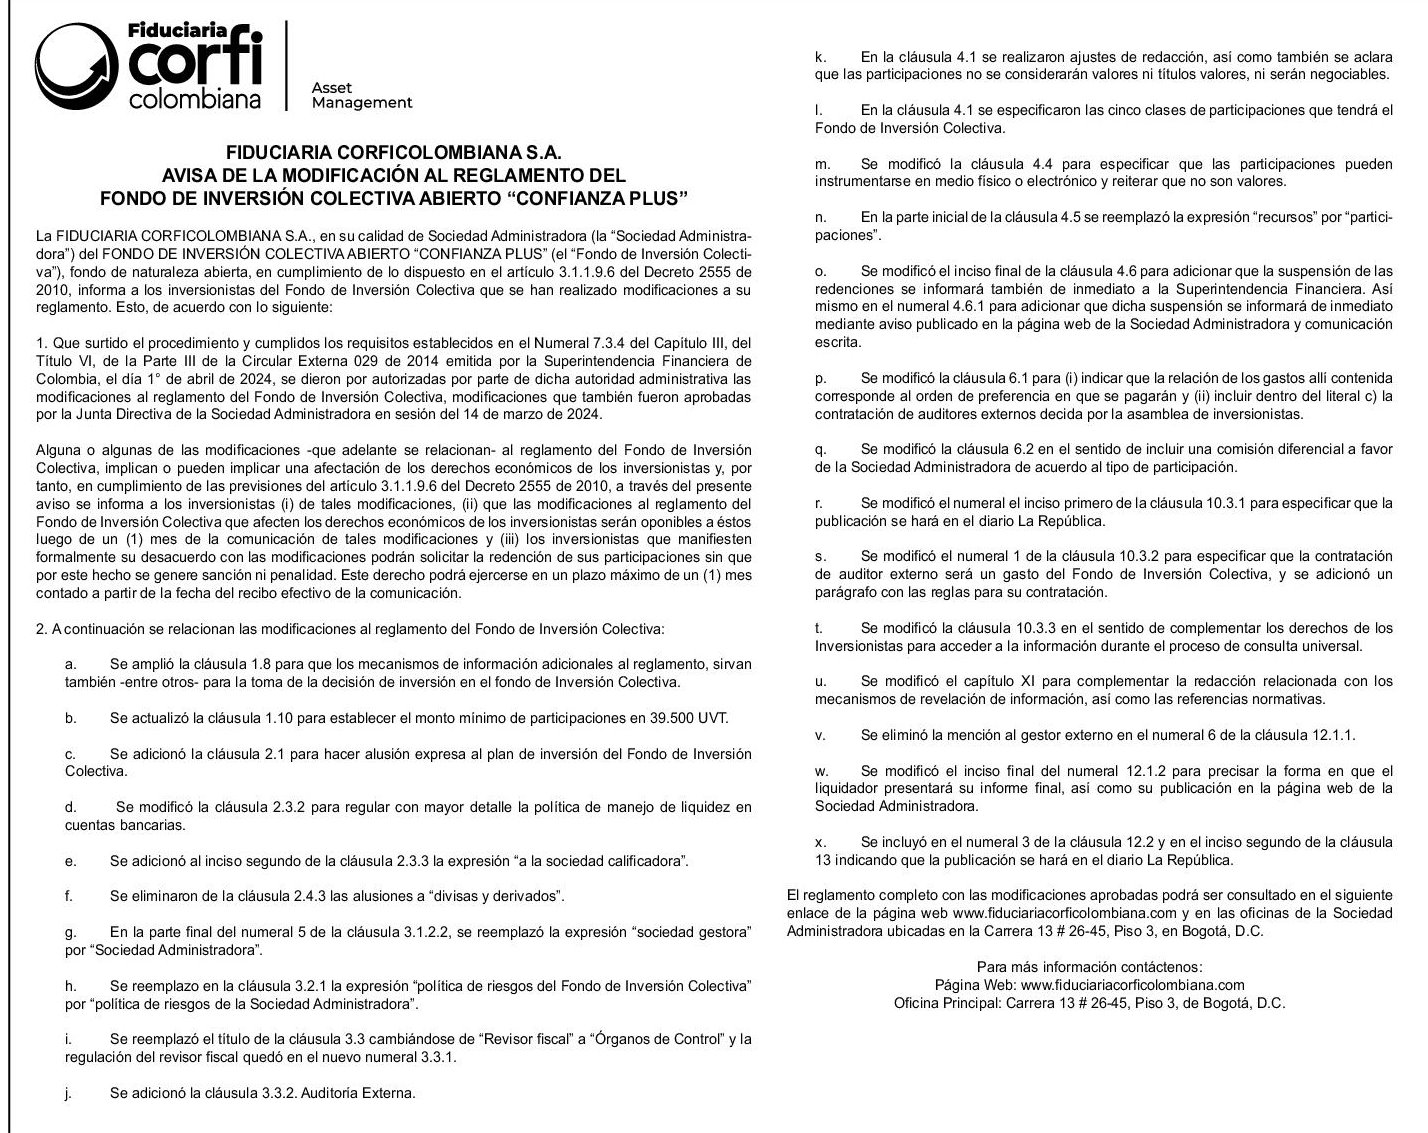 Fiduciaria
corfi
colombiana
Asset
Management
FIDUCIARIA CORFICOLOMBIANA S.A.
AVISA DE LA MODIFICACIÓN AL REGLAMENTO DEL
FONDO DE INVERSIÓN COLECTIVA ABIERTO “CONFIANZA PLUS”
La FIDUCIARIA CORFICOLOMBIANA S.A., en su calidad de Sociedad Administradora (la “Sociedad Administra-
dora”) del FONDO DE INVERSIÓN COLECTIVA ABIERTO “CONFIANZA PLUS” (el “Fondo de Inversión Colecti-
va”), fondo de naturaleza abierta, en cumplimiento de lo dispuesto en el artículo 3.1.1.9.6 del Decreto 2555 de
2010, informa a los inversionistas del Fondo de Inversión Colectiva que se han realizado modificaciones a su
reglamento. Esto, de acuerdo con lo siguiente:
1. Que surtido el procedimiento y cumplidos los requisitos establecidos en el Numeral 7.3.4 del Capítulo III, del
Título VI, de la Parte III de la Circular Externa 029 de 2014 emitida por la Superintendencia Financiera de
Colombia, el día 1° de abril de 2024, se dieron por autorizadas por parte de dicha autoridad administrativa las
modificaciones al reglamento del Fondo de Inversión Colectiva, modificaciones que también fueron aprobadas
por la Junta Directiva de la Sociedad Administradora en sesión del 14 de marzo de 2024.
Alguna o algunas de las modificaciones -que adelante se relacionan- al reglamento del Fondo de Inversión
Colectiva, implican o pueden implicar una afectación de los derechos económicos de los inversionistas y, por
tanto, en cumplimiento de las previsiones del artículo 3.1.1.9.6 del Decreto 2555 de 2010, a través del presente
aviso se informa a los inversionistas (i) de tales modificaciones, (ii) que las modificaciones al reglamento del
Fondo de Inversión Colectiva que afecten los derechos económicos de los inversionistas serán oponibles a éstos
luego de un (1) mes de la comunicación de tales modificaciones y (iii) los inversionistas que manifiesten
formalmente su desacuerdo con las modificaciones podrán solicitar la redención de sus participaciones sin que
por este hecho se genere sanción ni penalidad. Este derecho podrá ejercerse en un plazo máximo de un (1) mes
contado a partir de la fecha del recibo efectivo de la comunicación.
2. A continuación se relacionan las modificaciones al reglamento del Fondo de Inversión Colectiva:
a. Se amplió la cláusula 1.8 para que los mecanismos de información adicionales al reglamento, sirvan
también -entre otros- para la toma de la decisión de inversión en el fondo de Inversión Colectiva.
b. Se actualizó la cláusula 1.10 para establecer el monto mínimo de participaciones en 39.500 UVT.
c. Se adicionó la cláusula 2.1 para hacer alusión expresa al plan de inversión del Fondo de Inversión
Colectiva.
d. Se modificó la cláusula 2.3.2 para regular con mayor detalle la política de manejo de liquidez en
cuentas bancarias.
e. Se adicionó al inciso segundo de la cláusula 2.3.3 la expresión “a la sociedad calificadora”.
f. Se eliminaron de la cláusula 2.4.3 las alusiones a “divisas y derivados”.
g. En la parte final del numeral 5 de la cláusula 3.1.2.2, se reemplazó la expresión “sociedad gestora”
por “Sociedad Administradora”.
h. Se reemplazo en la cláusula 3.2.1 la expresión “política de riesgos del Fondo de Inversión Colectiva”
por “política de riesgos de la Sociedad Administradora”.
i. Se reemplazó el título de la cláusula 3.3 cambiándose de “Revisor fiscal” a “Órganos de Control” y la
regulación del revisor fiscal quedó en el nuevo numeral 3.3.1.
j. Se adicionó la cláusula 3.3.2. Auditoría Externa.
k. En la cláusula 4.1 se realizaron ajustes de redacción, así como también se aclara
que las participaciones no se considerarán valores ni títulos valores, ni serán negociables.
l. En la cláusula 4.1 se especificaron las cinco clases de participaciones que tendrá el
Fondo de Inversión Colectiva.
m. Se modificó la cláusula 4.4 para especificar que las participaciones pueden
instrumentarse en medio físico o electrónico y reiterar que no son valores.
n. En la parte inicial de la cláusula 4.5 se reemplazó la expresión “recursos” por “partici-
paciones”.
o. Se modificó el inciso final de la cláusula 4.6 para adicionar que la suspensión de las
redenciones se informará también de inmediato a la Superintendencia Financiera. Así
mismo en el numeral 4.6.1 para adicionar que dicha suspensión se informará de inmediato
mediante aviso publicado en la página web de la Sociedad Administradora y comunicación
escrita.
p. Se modificó la cláusula 6.1 para (i) indicar que la relación de los gastos allí contenida
corresponde al orden de preferencia en que se pagarán y (ii) incluir dentro del literal c) la
contratación de auditores externos decida por la asamblea de inversionistas.
q. Se modificó la cláusula 6.2 en el sentido de incluir una comisión diferencial a favor
de la Sociedad Administradora de acuerdo al tipo de participación.
r. Se modificó el numeral el inciso primero de la cláusula 10.3.1 para especificar que la
publicación se hará en el diario La República.
s. Se modificó el numeral 1 de la cláusula 10.3.2 para especificar que la contratación
de auditor externo será un gasto del Fondo de Inversión Colectiva, y se adicionó un
parágrafo con las reglas para su contratación.
t. Se modificó la cláusula 10.3.3 en el sentido de complementar los derechos de los
Inversionistas para acceder a la información durante el proceso de consulta universal.
u. Se modificó el capítulo XI para complementar la redacción relacionada con los
mecanismos de revelación de información, así como las referencias normativas.
v. Se eliminó la mención al gestor externo en el numeral 6 de la cláusula 12.1.1.
w. Se modificó el inciso final del numeral 12.1.2 para precisar la forma en que el
liquidador presentará su informe final, así como su publicación en la página web de la
Sociedad Administradora.
x. Se incluyó en el numeral 3 de la cláusula 12.2 y en el inciso segundo de la cláusula
13 indicando que la publicación se hará en el diario La República.
El reglamento completo con las modificaciones aprobadas podrá ser consultado en el siguiente
enlace de la página web www.fiduciariacorficolombiana.com y en las oficinas de la Sociedad
Administradora ubicadas en la Carrera 13 # 26-45, Piso 3, en Bogotá, D.C.
Para más información contáctenos:
Página Web: www.fiduciariacorficolombiana.com
Oficina Principal: Carrera 13 # 26-45, Piso 3, de Bogotá, D.C.